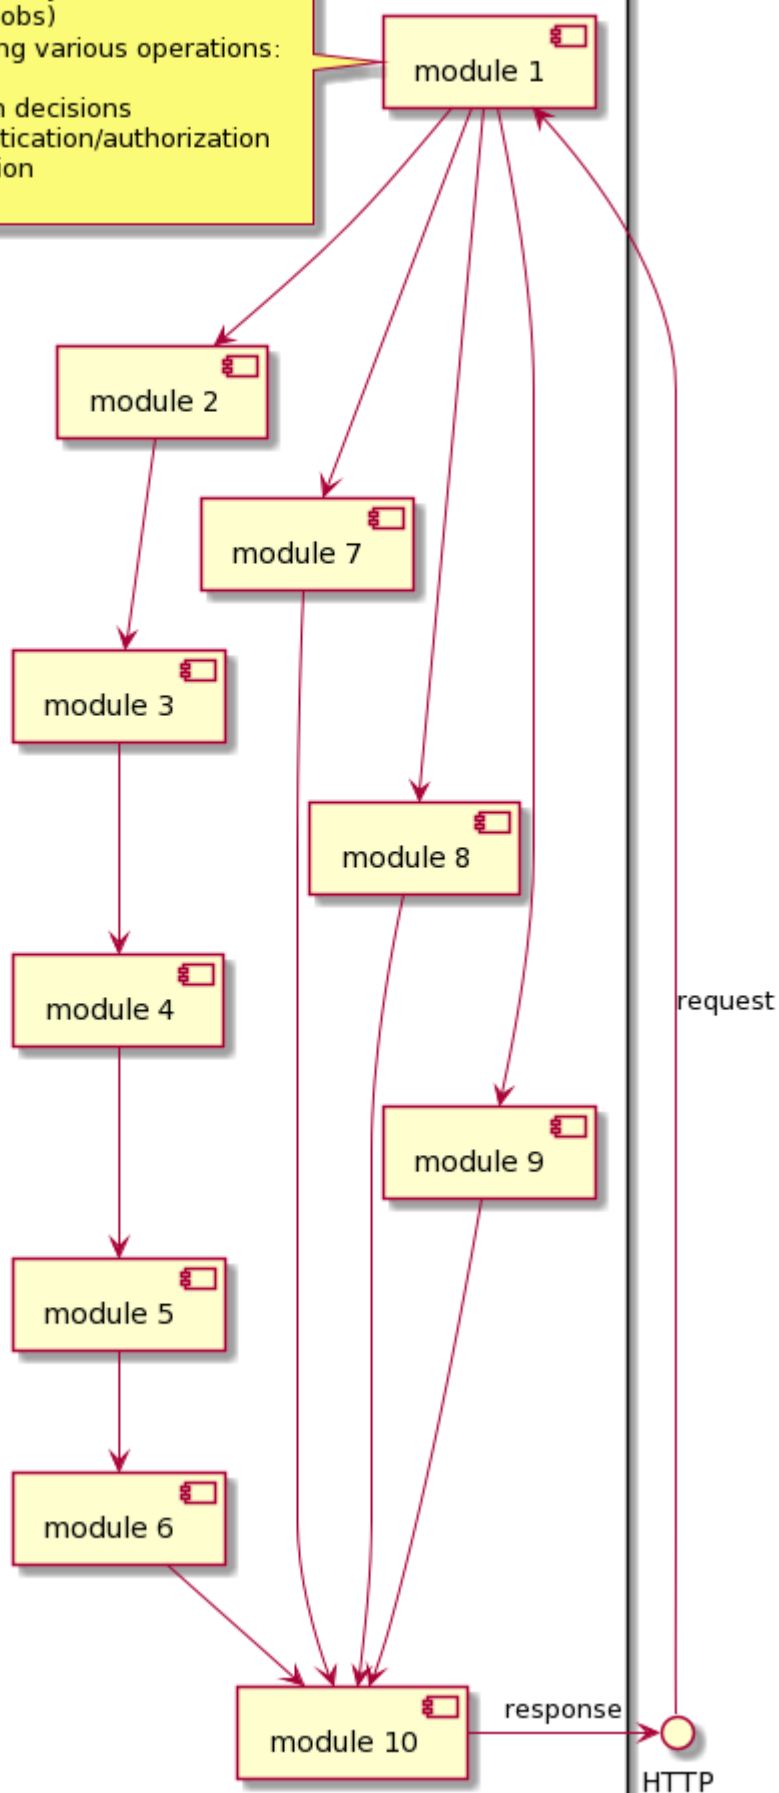 obs)
ng various operations:
n decisions
tication/authorization
ion
module 1
module 2
module 7
module 3
module 8
request
module 4
module 9
module 5
module 6
response
module 10
HTTP